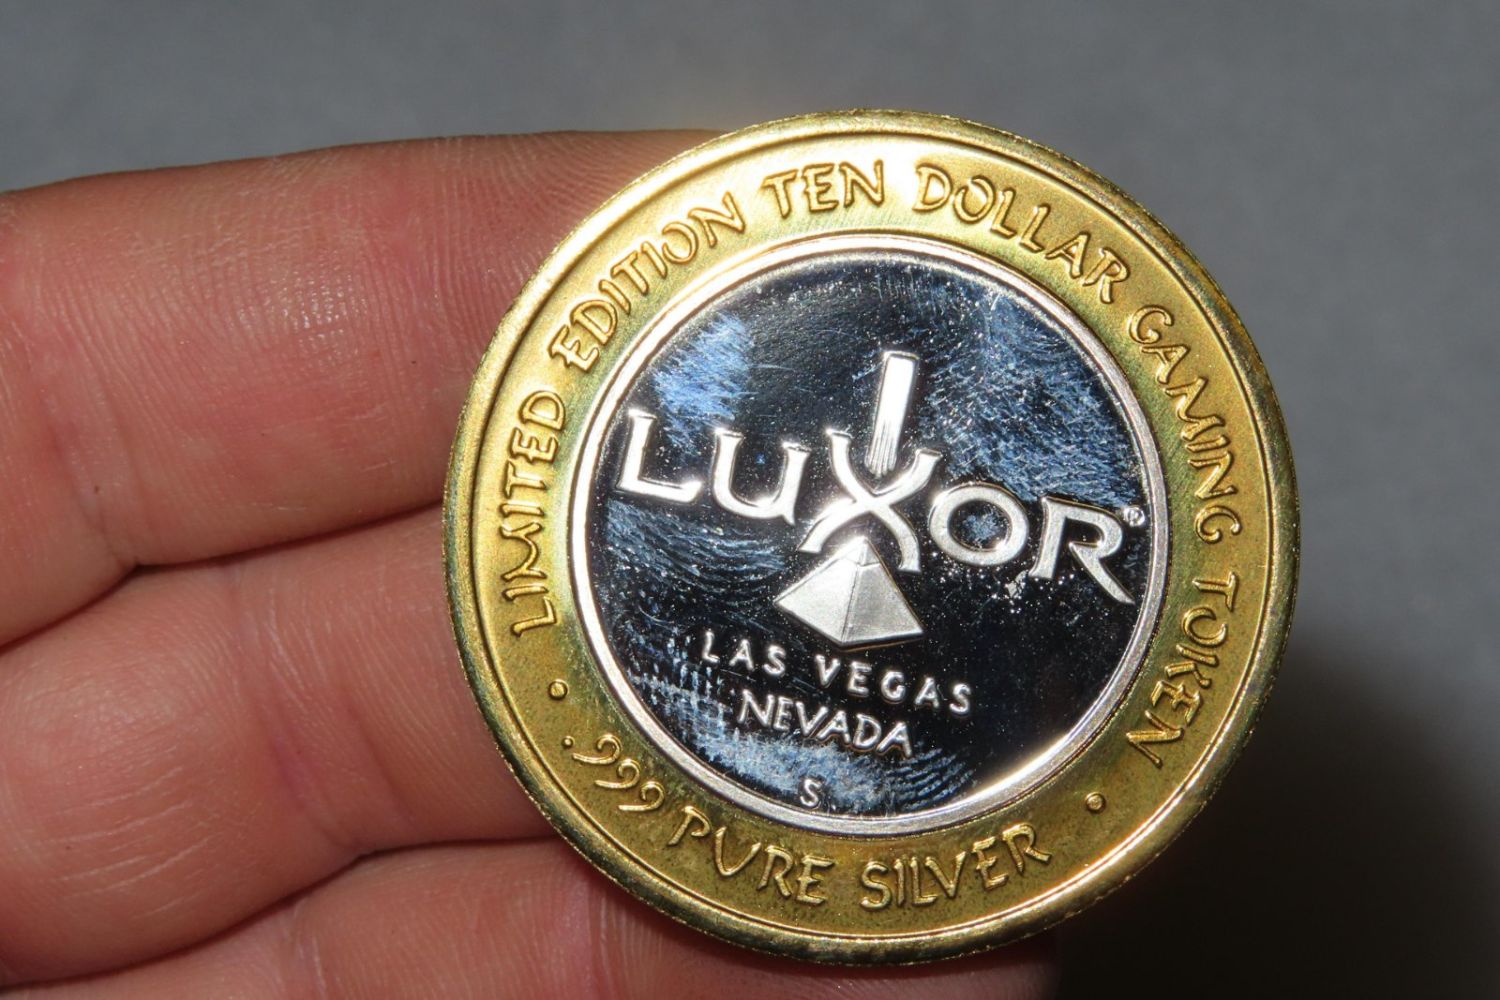 LIMITED EDITION TEN DOLLAR GAMING TOKEN
LUXOR®
LAS VEGAS
NEVADA
S
• .999 PURE SILVER •